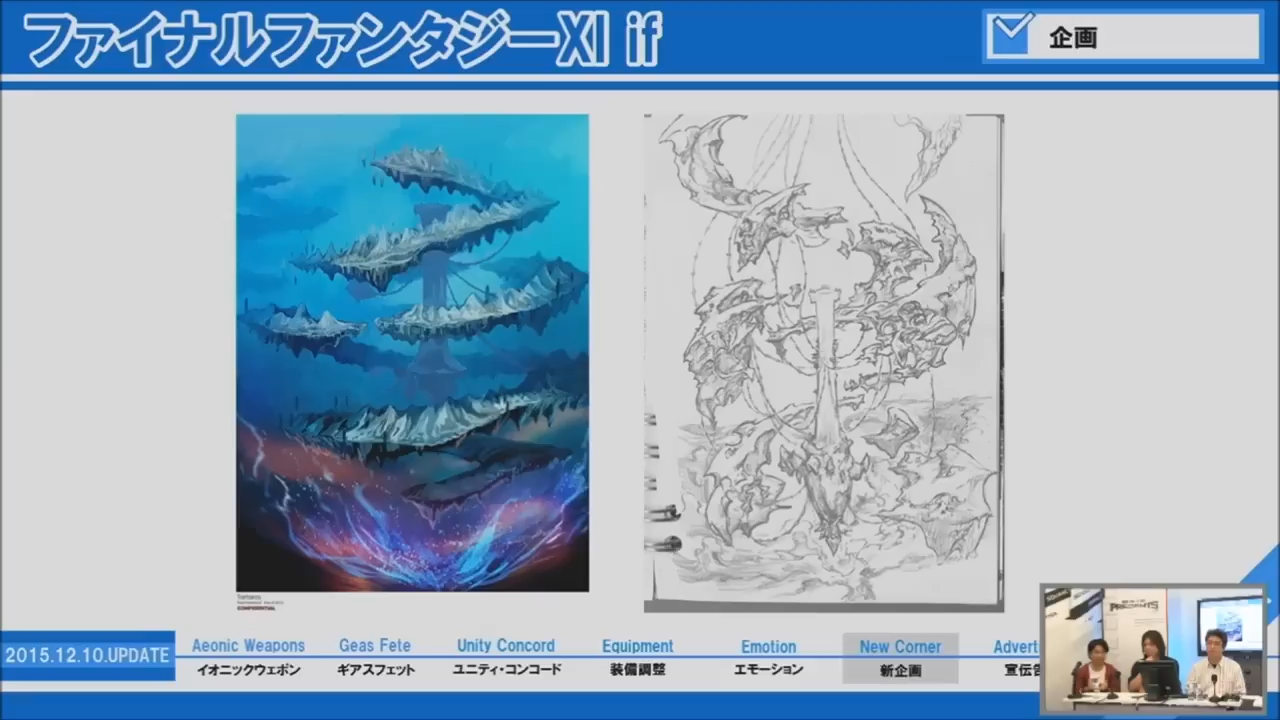 ファイナルファンタジーXI if
企画
CONFIDENTIAL
2015.12.10.UPDATE
Aeonic Weapons
イオニックウェポン
Geas Fete
ギアスフェット
Unity Concord
ユニティ・コンコード
Equipment
装備調整
Emotion
エモーション
New Corner
新企画
Advert
宣伝告
PRESENTS